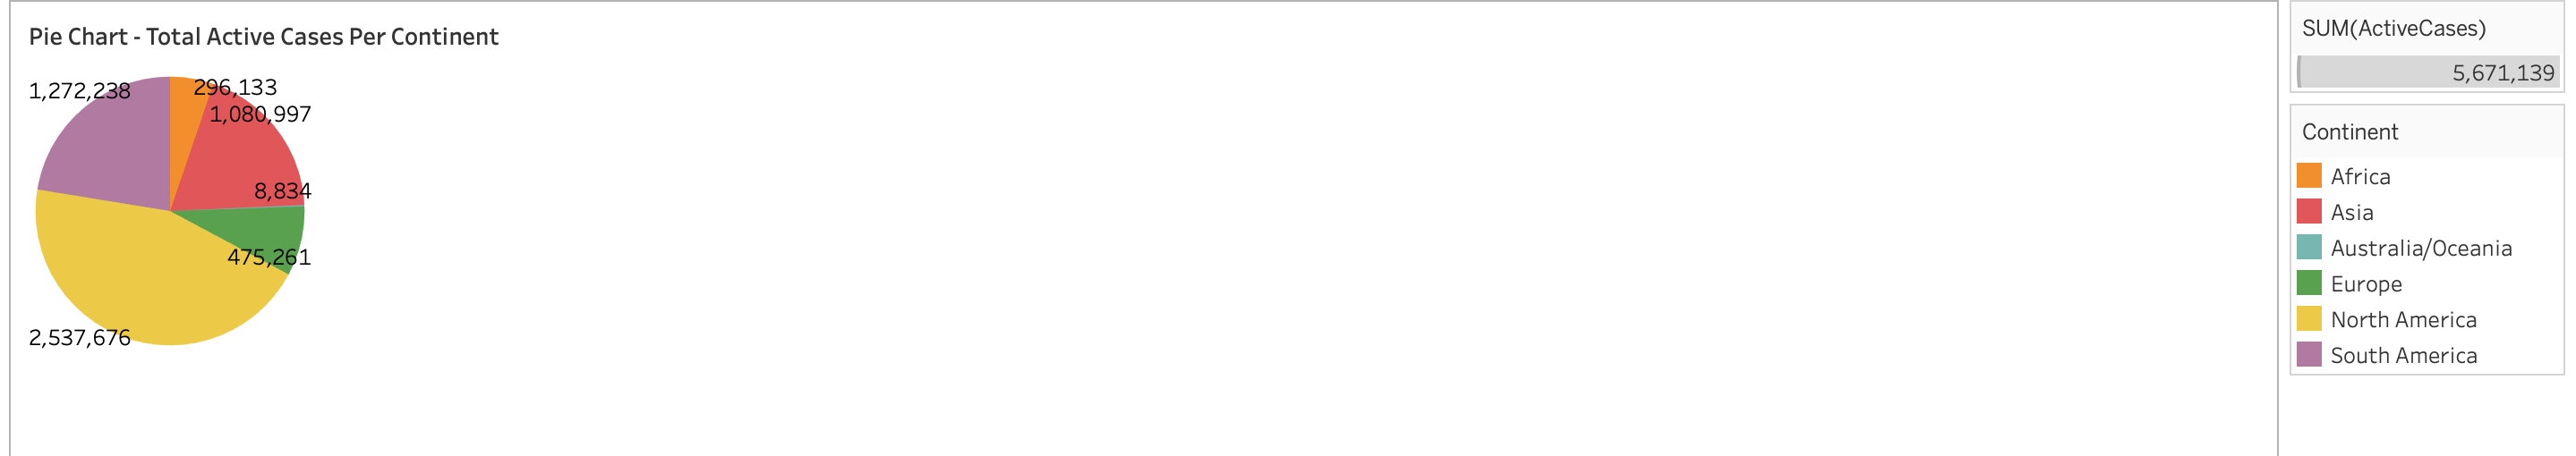 Pie Chart - Total Active Cases Per Continent
1,272,238
296,133
1,080,997
8,834
475,261
2,537,676
SUM(ActiveCases)
5,671,139
Continent
Africa
Asia
Australia/Oceania
Europe
North America
South America